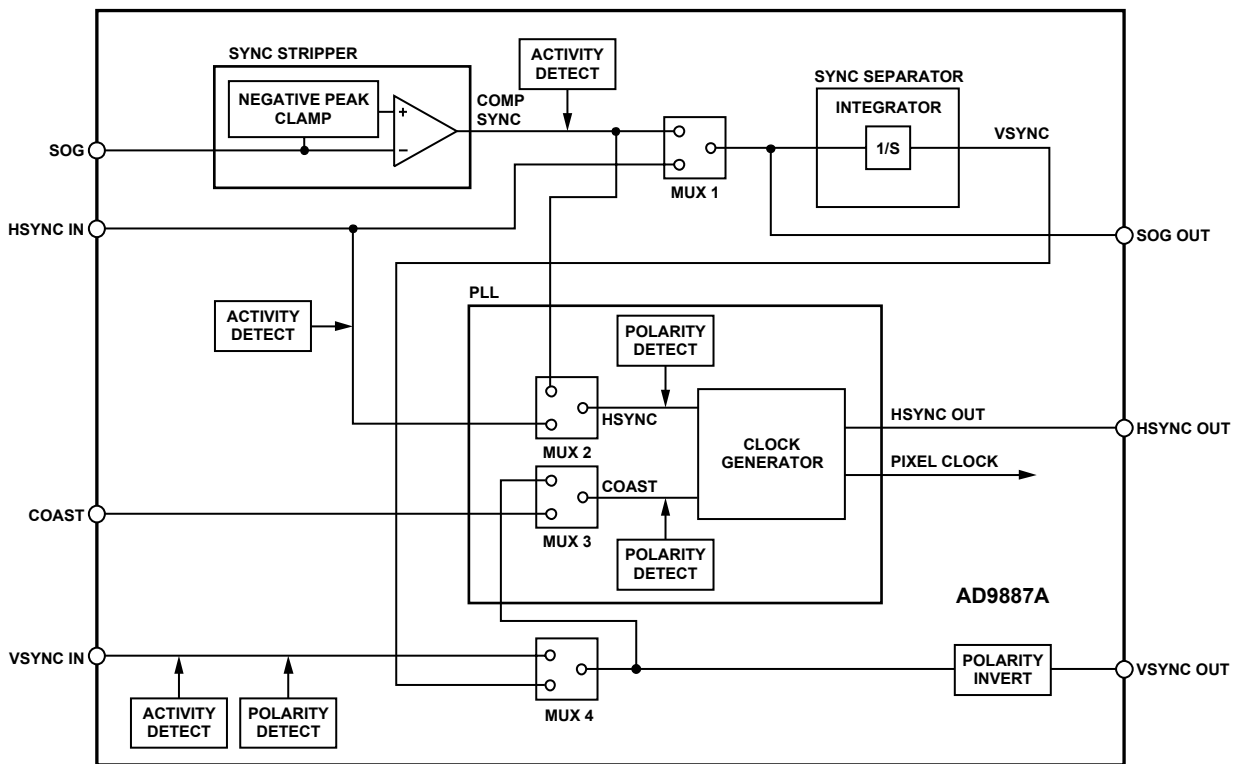 SYNC STRIPPER
NEGATIVE PEAK
CLAMP
+
−
COMP
SYNC
ACTIVITY
DETECT
MUX 1
SYNC SEPARATOR
INTEGRATOR
1/S
VSYNC
SOG
HSYNC IN
SOG OUT
ACTIVITY
DETECT
PLL
POLARITY
DETECT
HSYNC
MUX 2
CLOCK
GENERATOR
HSYNC OUT
HSYNC OUT
PIXEL CLOCK
COAST
COAST
MUX 3
POLARITY
DETECT
AD9887A
VSYNC IN
ACTIVITY
DETECT
POLARITY
DETECT
MUX 4
POLARITY
INVERT
VSYNC OUT